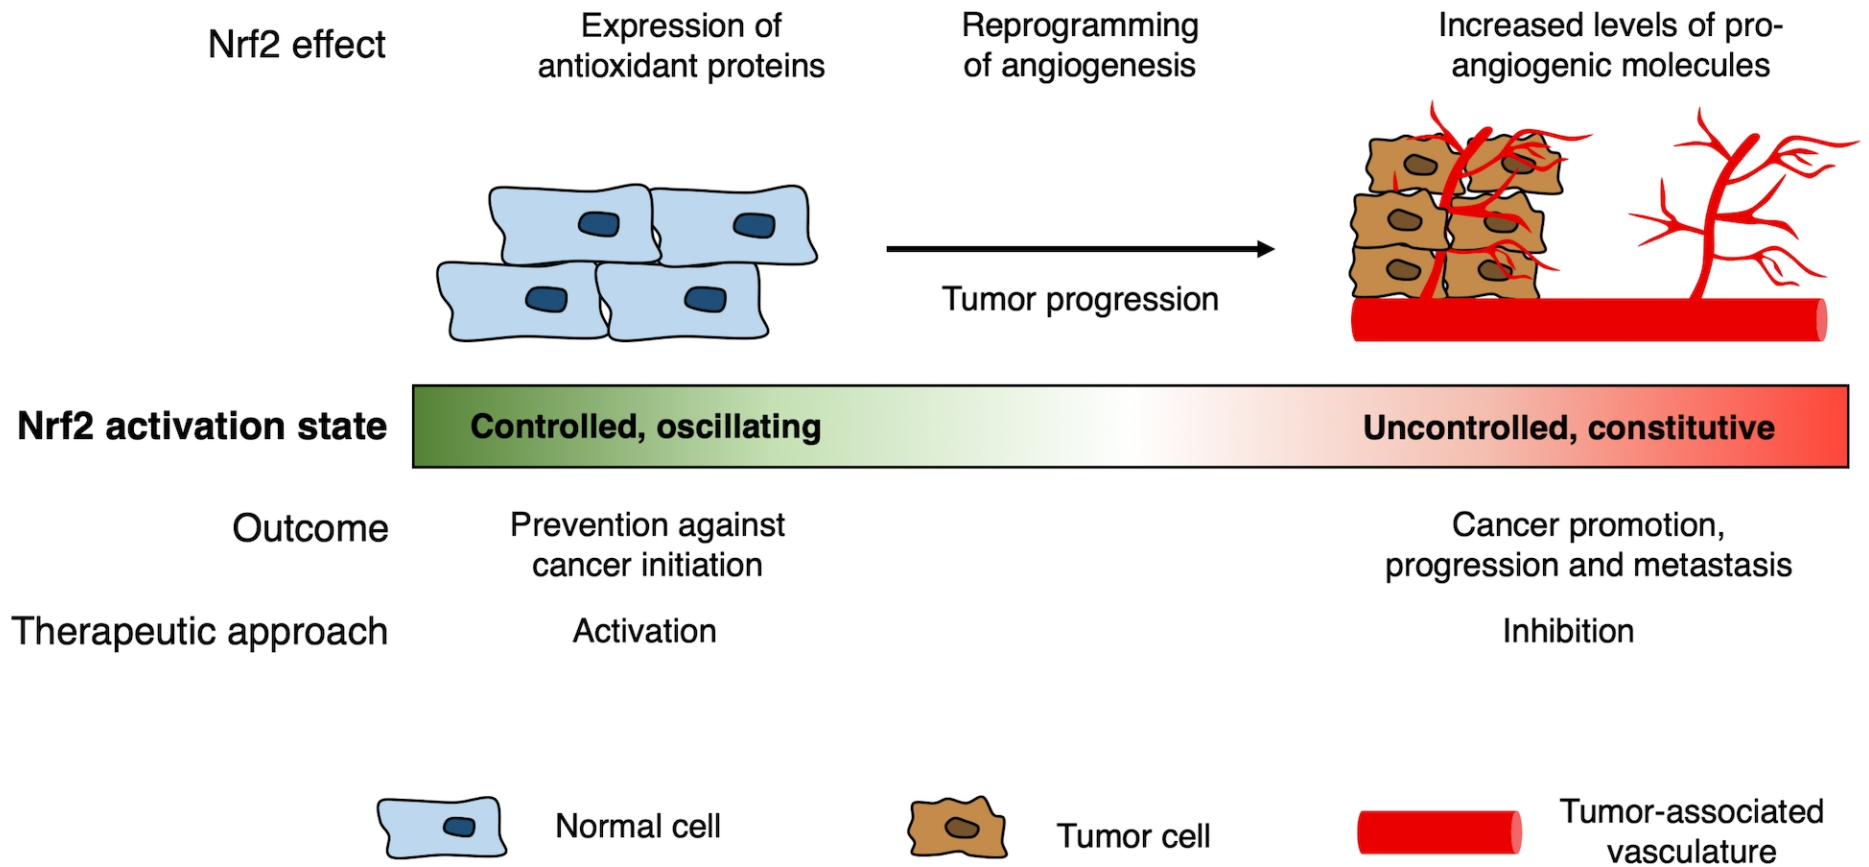 Nrf2 effect
Expression of
antioxidant proteins
Reprogramming
of angiogenesis
Increased levels of pro-
angiogenic molecules
Tumor progression
Nrf2 activation state
Controlled, oscillating
Uncontrolled, constitutive
Outcome
Prevention against
cancer initiation
Cancer promotion,
progression and metastasis
Therapeutic approach
Activation
Inhibition
Normal cell
Tumor cell
Tumor-associated
vasculature